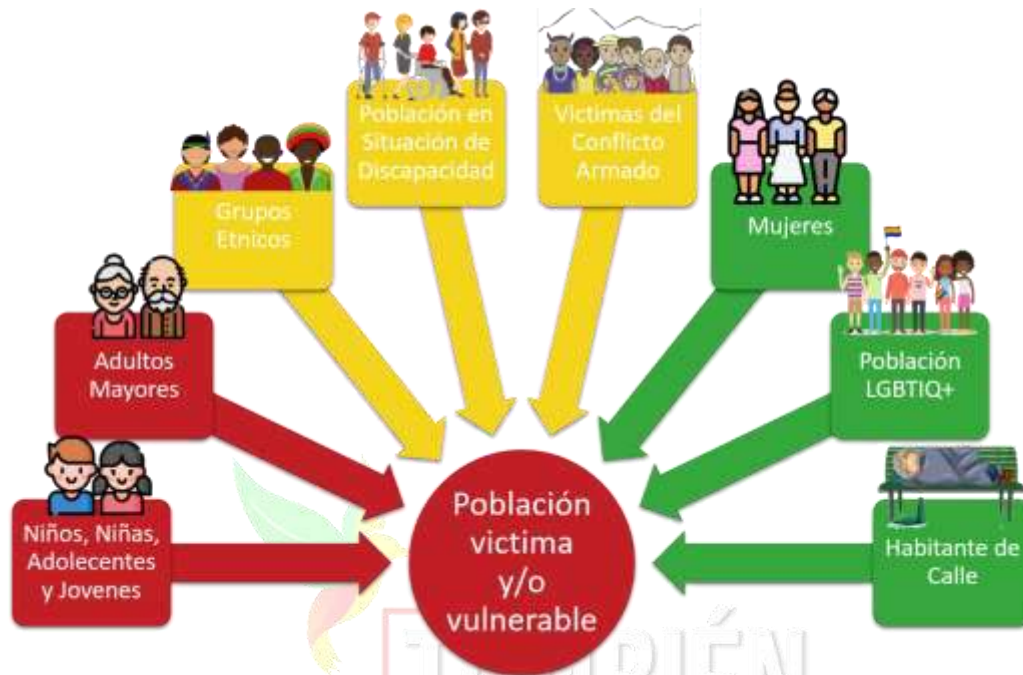 Población en
Situación de
Discapacidad
Victimas del
Conflicto
Armado
Grupos
Etnicos
Mujeres
Adultos
Mayores
Población
LGBTIQ+
Niños, Niñas,
Adolecentes
y Jovenes
Población
victima
y/o
vulnerable
Habitante de
Calle